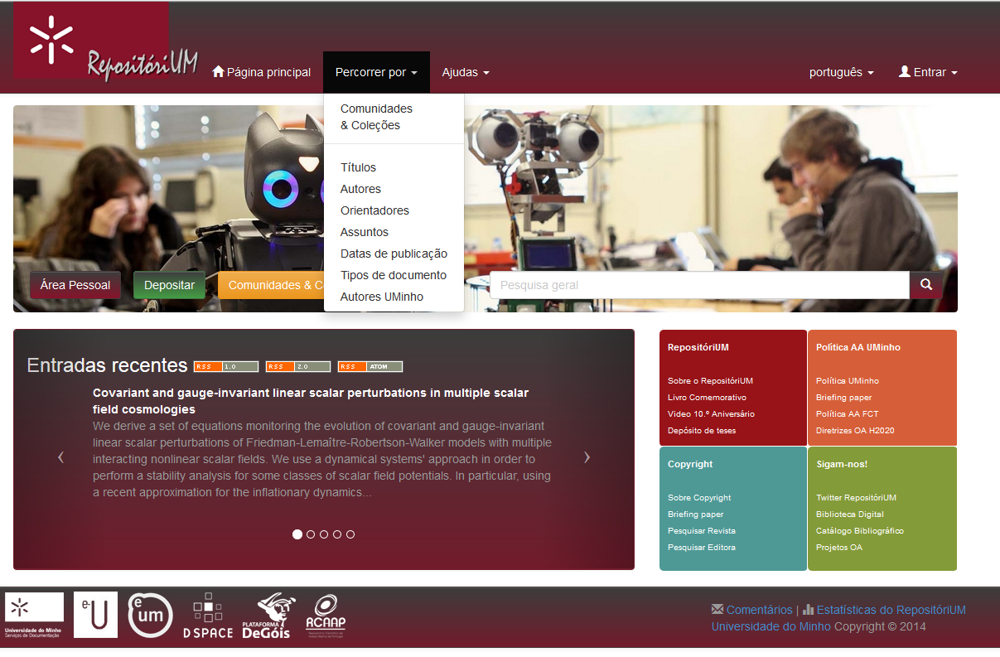 RepositóriUM
Página principal
Percorrer por
Ajudas
português
Entrar
Comunidades
& Coleções
Títulos
Autores
Orientadores
Assuntos
Datas de publicação
Tipos de documento
Autores UMinho
Área Pessoal
Depositar
Comunidades & C
Pesquisa geral
Entradas recentes RSS 1.0 RSS 2.0 RSS ATOM
Covariant and gauge-invariant linear scalar perturbations in multiple scalar
field cosmologies
We derive a set of equations monitoring the evolution of covariant and gauge-invariant
linear scalar perturbations of Friedman-Lemaître-Robertson-Walker models with multiple
interacting nonlinear scalar fields. We use a dynamical systems' approach in order to
perform a stability analysis for some classes of scalar field potentials. In particular, using
a recent approximation for the inflationary dynamics...
RepositóriUM
Sobre o RepositóriUM
Livro Comemorativo
Video 10.º Aniversário
Depósito de teses
Política AA UMinho
Política UMinho
Briefing paper
Política AA FCT
Diretrizes OA H2020
Copyright
Sobre Copyright
Briefing paper
Pesquisar Revista
Pesquisar Editora
Sigam-nos!
Twitter RepositóriUM
Biblioteca Digital
Catálogo Bibliográfico
Projetos OA
Universidade do Minho
Serviços de Documentação
e-U
e um
DSPACE
PLATAFORMA
DeGóis
RCAAP
Comentários | Estatísticas do RepositóriUM
Universidade do Minho Copyright © 2014